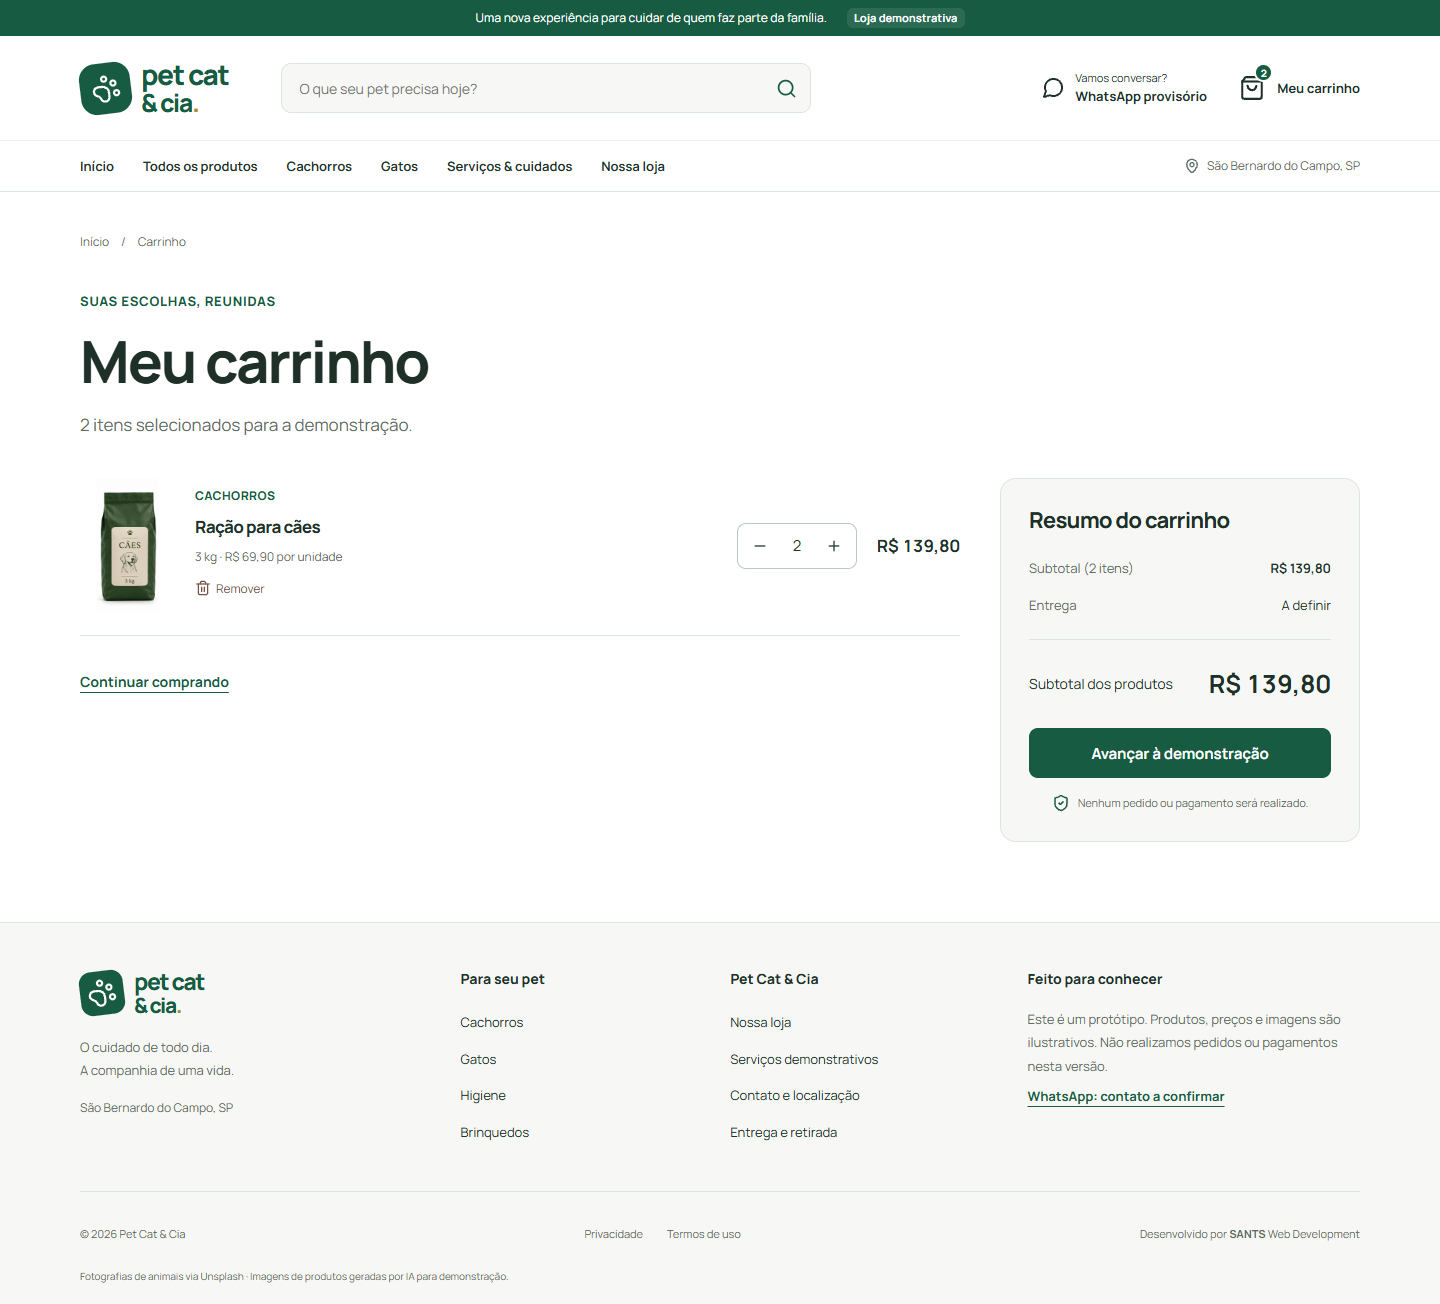 Uma nova experiência para cuidar de quem faz parte da família. Loja demonstrativa
pet cat
& cia.
O que seu pet precisa hoje?
Vamos conversar?
WhatsApp provisório
2
Meu carrinho
Início Todos os produtos Cachorros Gatos Serviços & cuidados Nossa loja
São Bernardo do Campo, SP
Início / Carrinho
SUAS ESCOLHAS, REUNIDAS
Meu carrinho
2 itens selecionados para a demonstração.
CÃES
3 kg
CACHORROS
Ração para cães
3 kg · R$ 69,90 por unidade
Remover
− 2 +
R$ 139,80
Continuar comprando
Resumo do carrinho
Subtotal (2 itens) R$ 139,80
Entrega A definir
Subtotal dos produtos R$ 139,80
Avançar à demonstração
Nenhum pedido ou pagamento será realizado.
pet cat
& cia.
O cuidado de todo dia.
A companhia de uma vida.
São Bernardo do Campo, SP
Para seu pet
Cachorros
Gatos
Higiene
Brinquedos
Pet Cat & Cia
Nossa loja
Serviços demonstrativos
Contato e localização
Entrega e retirada
Feito para conhecer
Este é um protótipo. Produtos, preços e imagens são
ilustrativos. Não realizamos pedidos ou pagamentos
nesta versão.
WhatsApp: contato a confirmar
© 2026 Pet Cat & Cia
Privacidade Termos de uso
Desenvolvido por SANTS Web Development
Fotografias de animais via Unsplash · Imagens de produtos geradas por IA para demonstração.